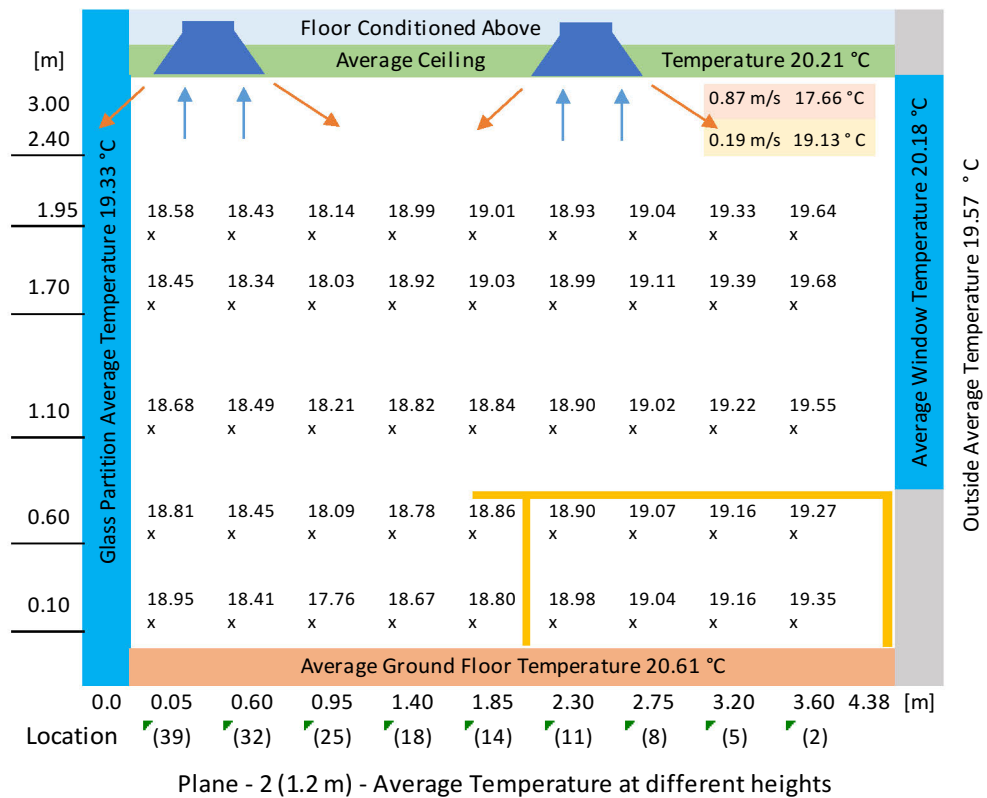 Floor Conditioned Above
[m] Average Ceiling Temperature 20.21 °C
3.00 0.87 m/s 17.66 °C
2.40 0.19 m/s 19.13 ° C
Glass Partition Average Temperature 19.33 °C
Average Window Temperature 20.18 °C
Outside Average Temperature 19.57 ° C
1.95 18.58 18.43 18.14 18.99 19.01 18.93 19.04 19.33 19.64
x x x x x x x x x
1.70 18.45 18.34 18.03 18.92 19.03 18.99 19.11 19.39 19.68
x x x x x x x x x
1.10 18.68 18.49 18.21 18.82 18.84 18.90 19.02 19.22 19.55
x x x x x x x x x
0.60 18.81 18.45 18.09 18.78 18.86 18.90 19.07 19.16 19.27
x x x x x x x x x
0.10 18.95 18.41 17.76 18.67 18.80 18.98 19.04 19.16 19.35
x x x x x x x x x
Average Ground Floor Temperature 20.61 °C
0.0 0.05 0.60 0.95 1.40 1.85 2.30 2.75 3.20 3.60 4.38 [m]
Location (39) (32) (25) (18) (14) (11) (8) (5) (2)
Plane - 2 (1.2 m) - Average Temperature at different heights